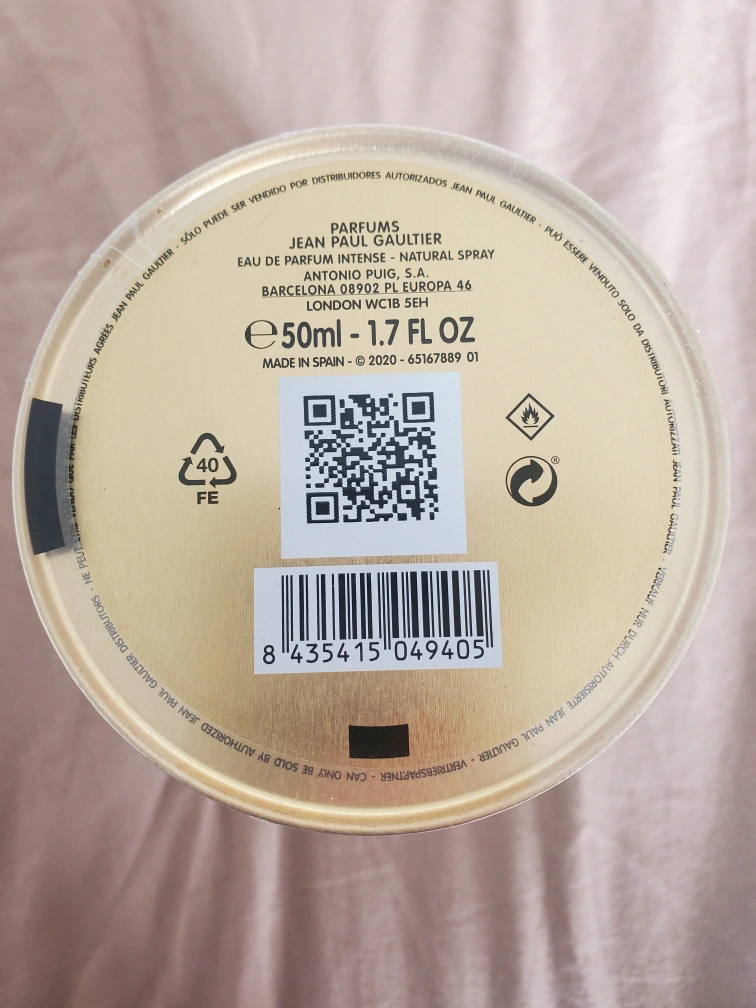 PARFUMS
JEAN PAUL GAULTIER
EAU DE PARFUM INTENSE - NATURAL SPRAY
ANTONIO PUIG, S.A.
BARCELONA 08902 PL EUROPA 46
LONDON WC1B 5EH
℮ 50ml - 1.7 FL OZ
MADE IN SPAIN - © 2020 - 65167889 01
40
FE
®
8 435415 049405
SÓLO PUEDE SER VENDIDO POR DISTRIBUIDORES AUTORIZADOS JEAN PAUL GAULTIER - PUÒ ESSERE VENDUTO SOLO DA DISTRIBUTORI AUTORIZZATI JEAN PAUL GAULTIER - VERKAUF NUR DURCH AUTORISIERTE JEAN PAUL GAULTIER - VERTRIEBSPARTNER - CAN ONLY BE SOLD BY AUTHORIZED JEAN PAUL GAULTIER DISTRIBUTORS - NE PEUT QUE PAR LES DISTRIBUTEURS AGRÉÉS JEAN PAUL GAULTIER -